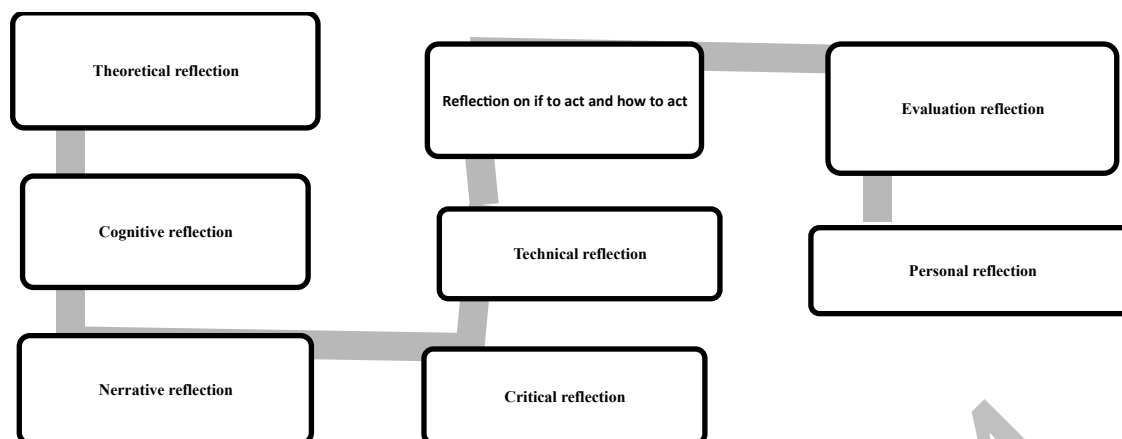 Theoretical reflection
Cognitive reflection
Nerrative reflection
Critical reflection
Technical reflection
Reflection on if to act and how to act
Evaluation reflection
Personal reflection